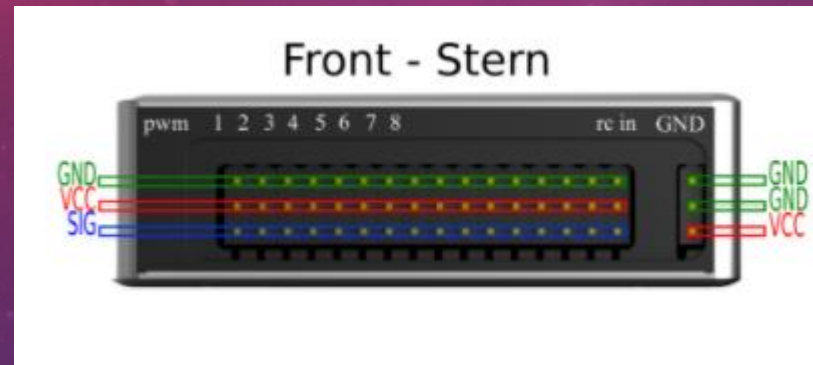 Front - Stern
pwm 1 2 3 4 5 6 7 8 rc in GND
GND GND
VCC GND
SIG VCC